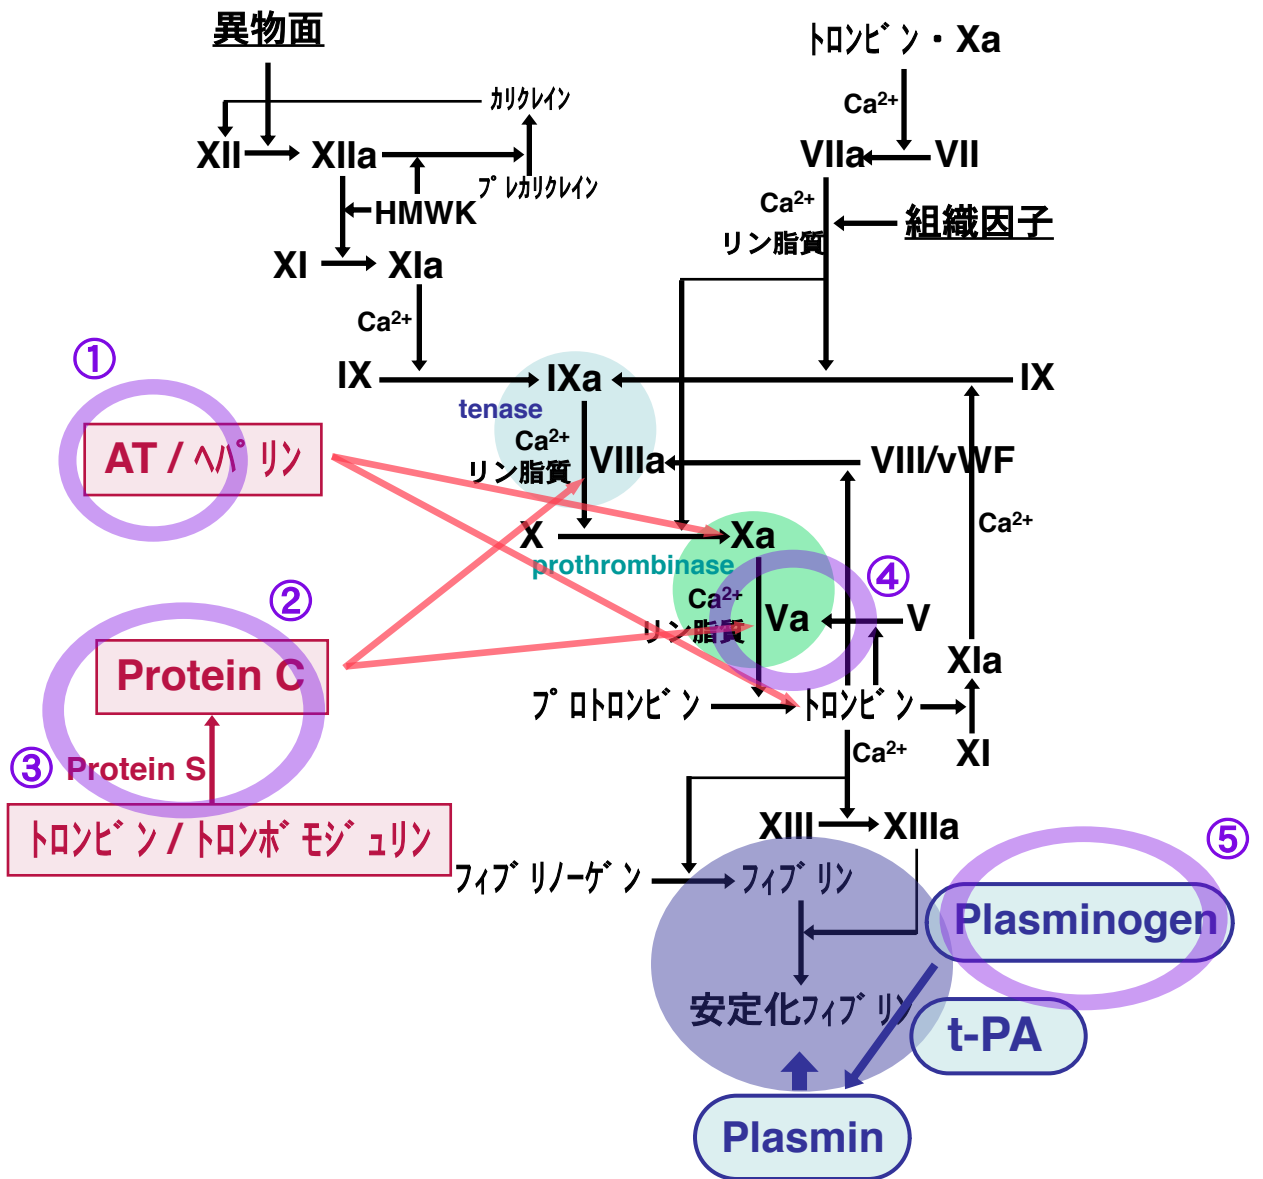 異物面
トロンビン・Xa
カリクレイン
Ca²⁺
XII
XIIa
VIIa
VII
プレカリクレイン
HMWK
Ca²⁺
リン脂質
組織因子
XI
XIa
Ca²⁺
①
IX
IXa
IX
tenase
AT / ヘパリン
Ca²⁺
リン脂質
VIIIa
VIII/vWF
X
Xa
Ca²⁺
prothrombinase
②
④
Ca²⁺
リン脂質
Va
V
Protein C
XIa
プロトロンビン
トロンビン
③
Protein S
Ca²⁺
XI
トロンビン / トロンボモジュリン
XIII
XIIIa
⑤
フィブリノーゲン
フィブリン
Plasminogen
安定化フィブリン
t-PA
Plasmin